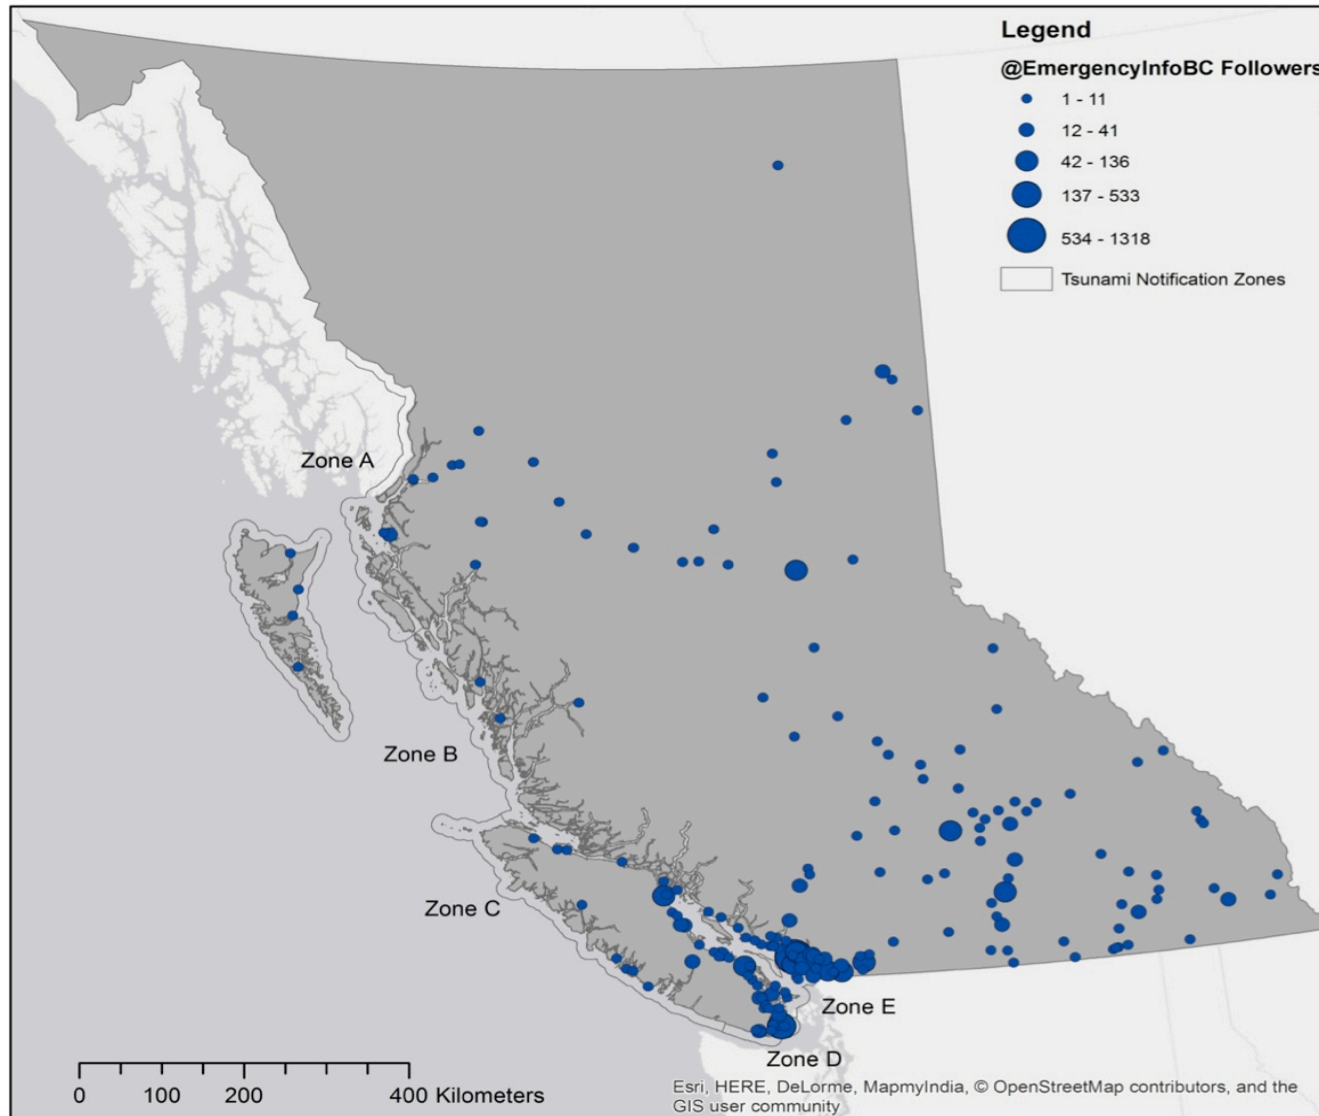 Legend
@EmergencyInfoBC Followers
1 - 11
12 - 41
42 - 136
137 - 533
534 - 1318
Tsunami Notification Zones
Zone A
Zone B
Zone C
Zone E
Zone D
0 100 200 400 Kilometers
Esri, HERE, DeLorme, MapmyIndia, © OpenStreetMap contributors, and the
GIS user community